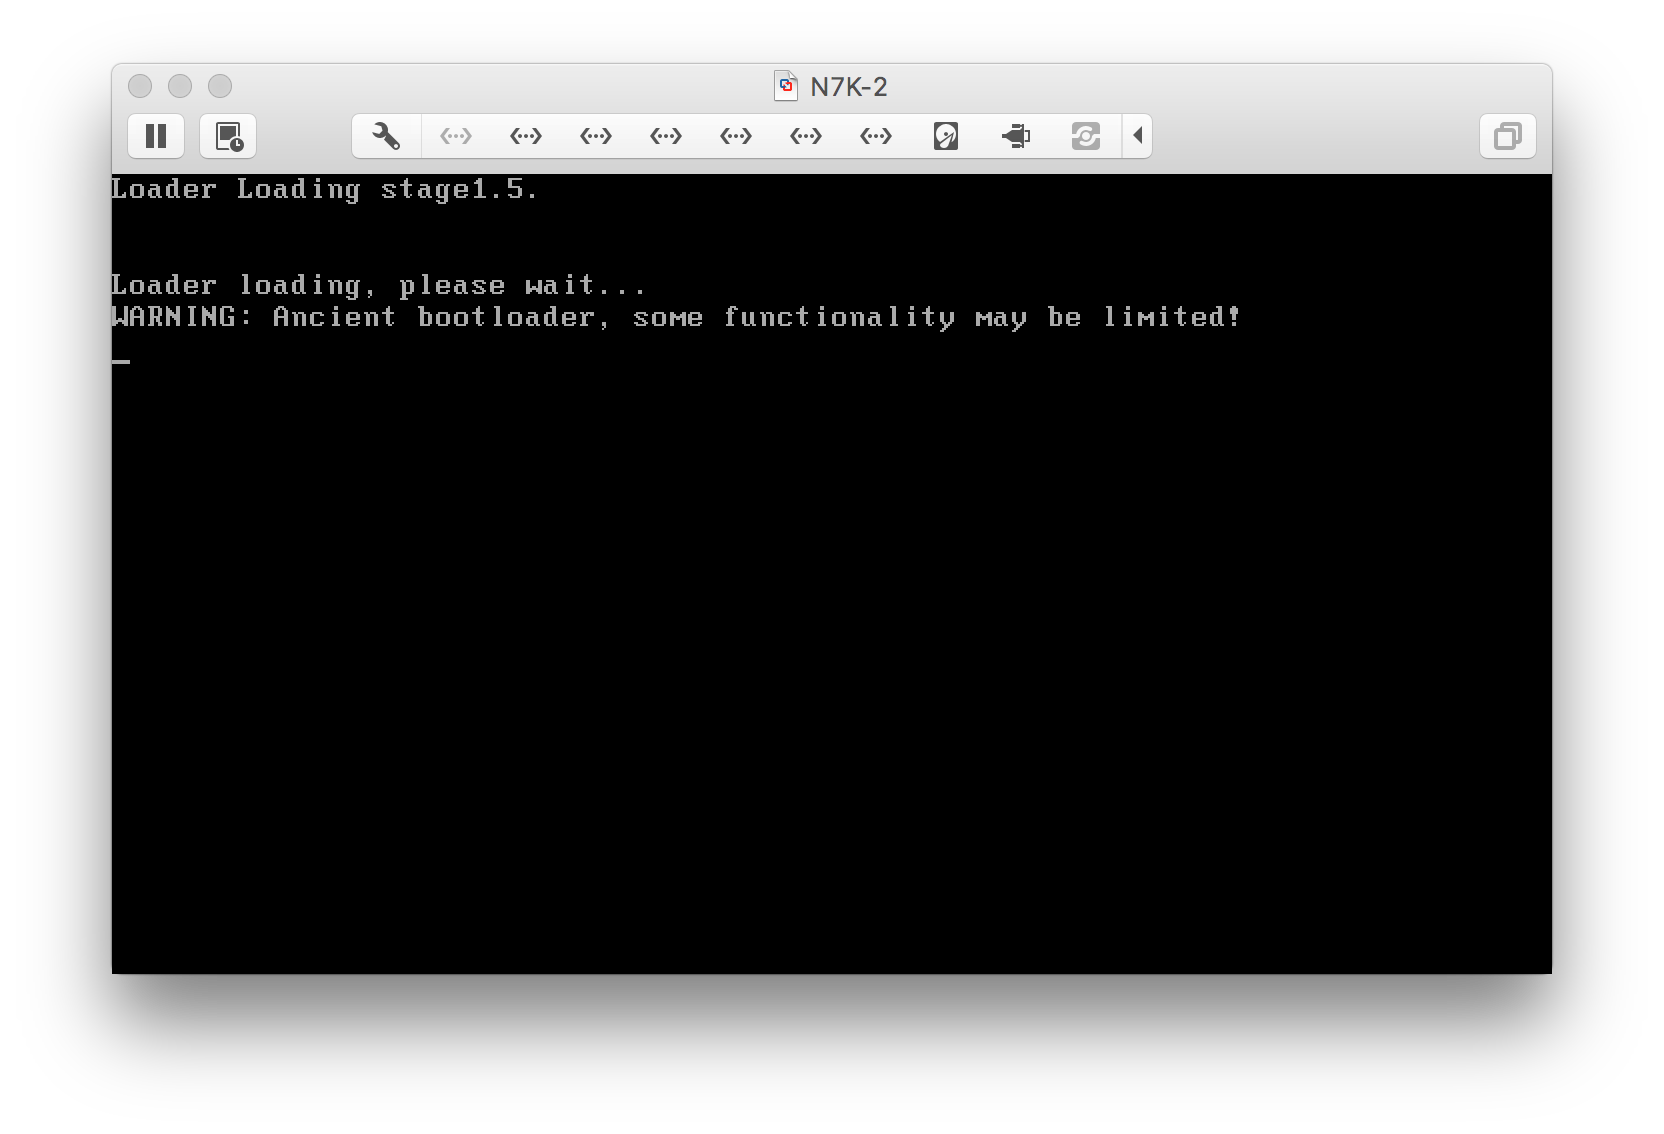 N7K-2
Loader Loading stage1.5.
Loader loading, please wait...
WARNING: Ancient bootloader, some functionality may be limited!